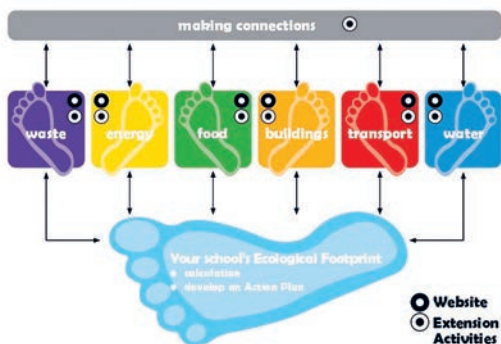 making connections
waste
energy
food
buildings
transport
water
Your school's Ecological Footprint
• calculation
• develop an Action Plan
Website
Extension
Activities